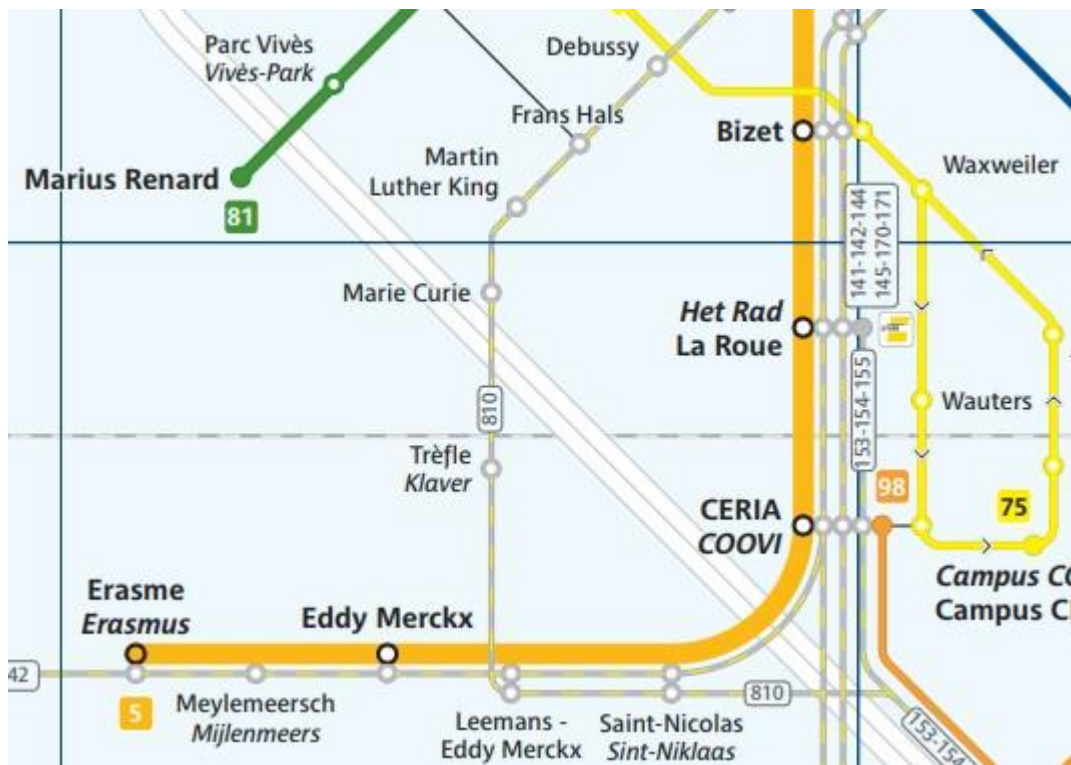 Parc Vivès
Vivès-Park
Debussy
Frans Hals
Bizet
Martin
Luther King
Waxweiler
Marius Renard
81
141-142-144
145-170-171
Marie Curie
Het Rad
La Roue
810
153-154-155
Wauters
Trèfle
Klaver
98
75
CERIA
COOVI
Campus CO
Campus C
Erasme
Erasmus
Eddy Merckx
42
5
Meylemeersch
Mijlenmeers
Leemans -
Eddy Merckx
Saint-Nicolas
Sint-Niklaas
810
153-154